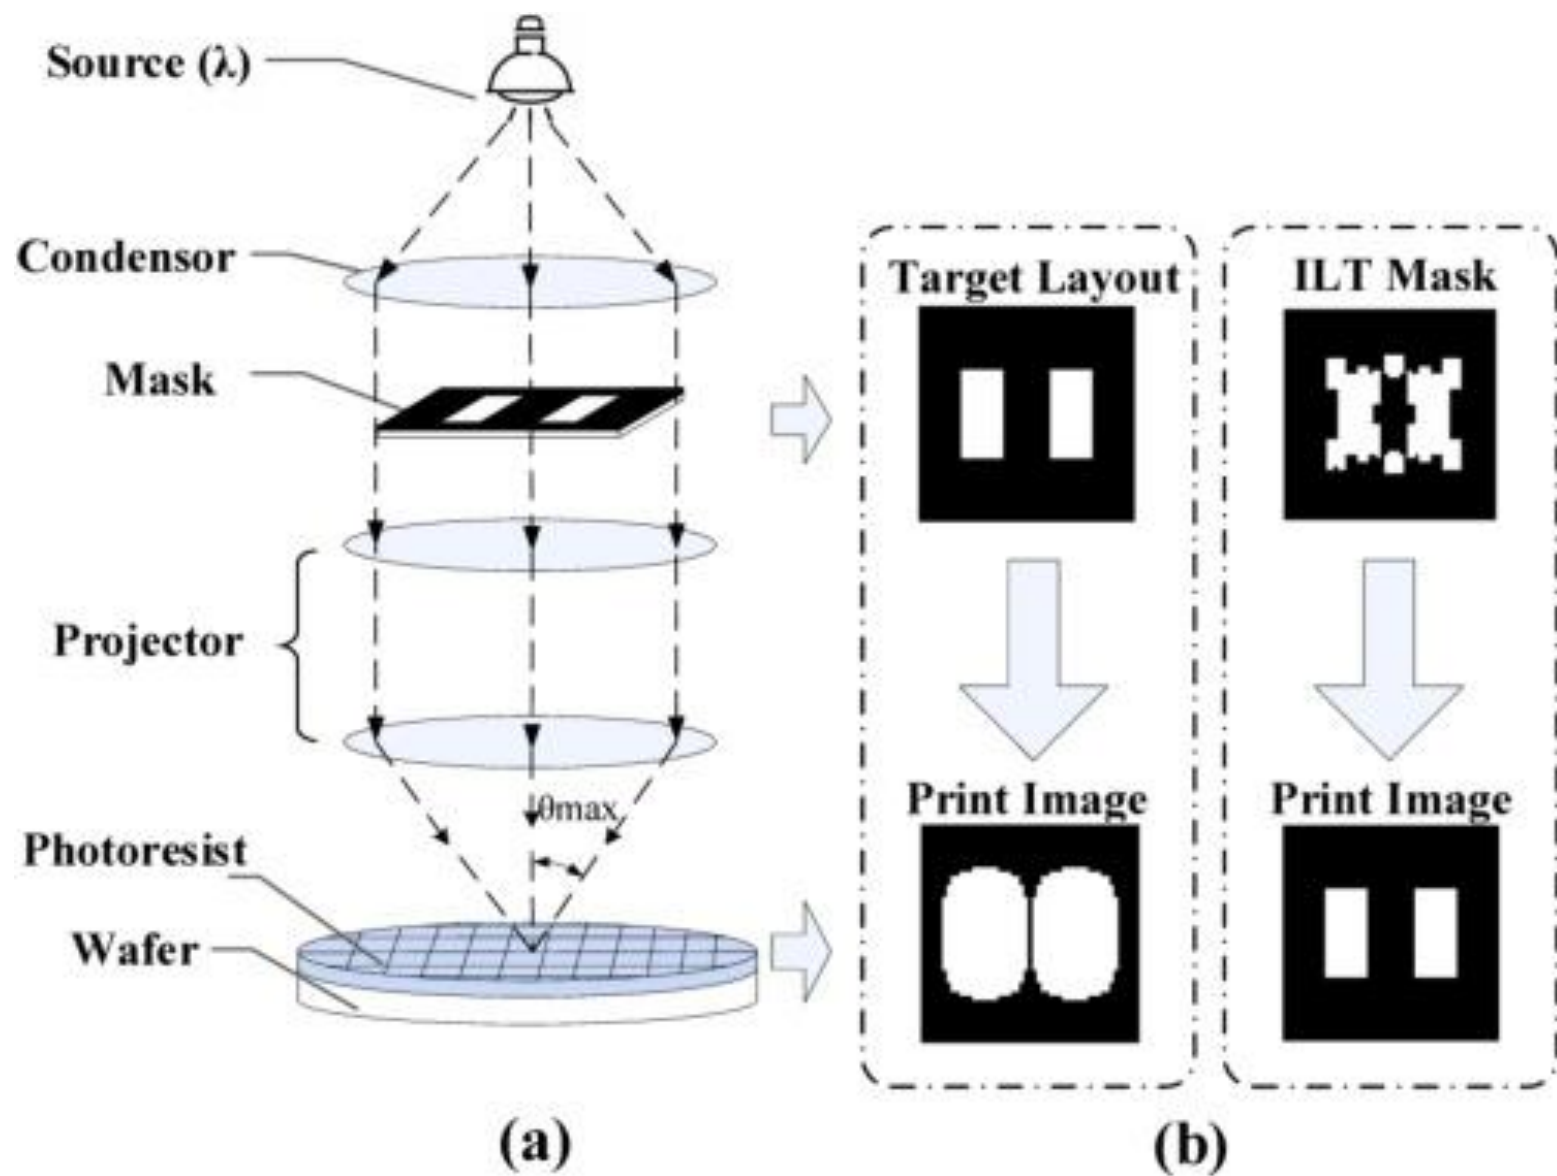 Source (λ)
Condensor
Mask
Projector
θmax
Photoresist
Wafer
(a)
Target Layout
Print Image
ILT Mask
Print Image
(b)